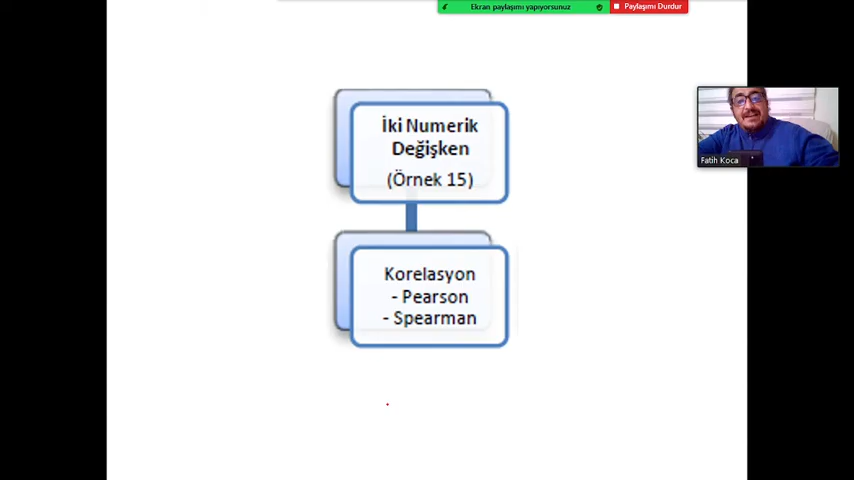 Ekran paylaşımı yapıyorsunuz
Paylaşımı Durdur
İki Numerik
Değişken
(Örnek 15)
Korelasyon
- Pearson
- Spearman
Fatih Koca